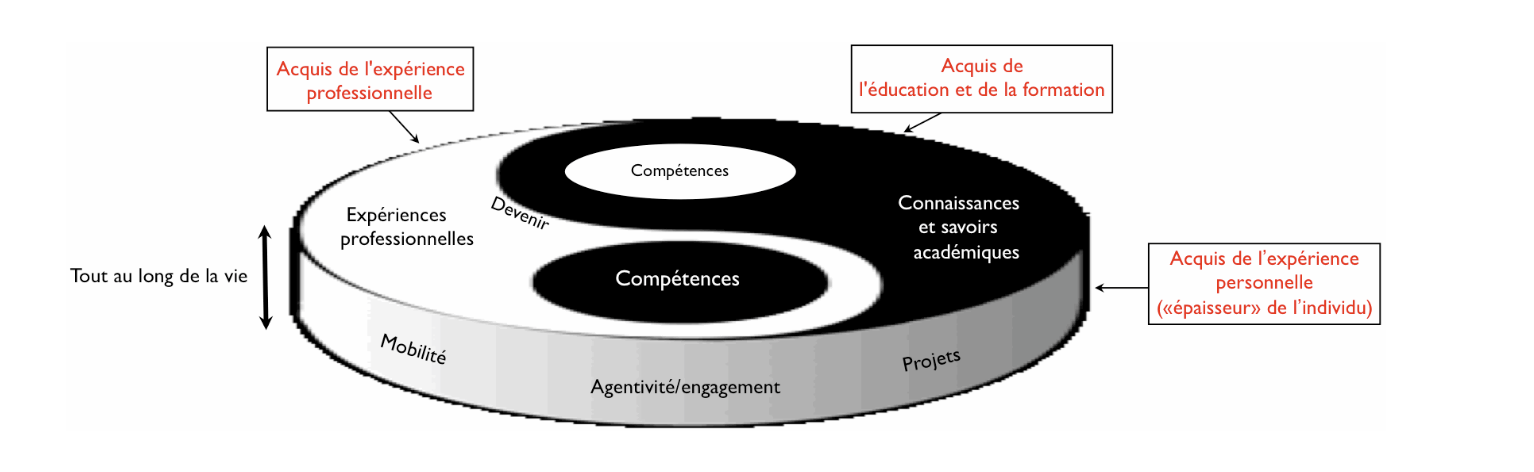 Acquis de l'expérience
professionnelle
Acquis de
l'éducation et de la formation
Compétences
Devenir
Expériences
professionnelles
Connaissances
et savoirs
académiques
Compétences
Tout au long de la vie
Acquis de l’expérience
personnelle
(«épaisseur» de l’individu)
Mobilité
Agentivité/engagement
Projets